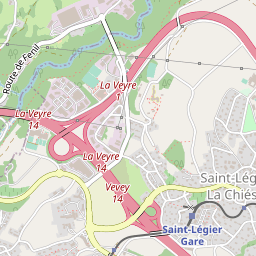 Route de Fenil
La Veyre
1
La Veyre
14
La Veyre
14
Vevey
14
Saint-Lég
La Chiés
Saint-Légier
Gare